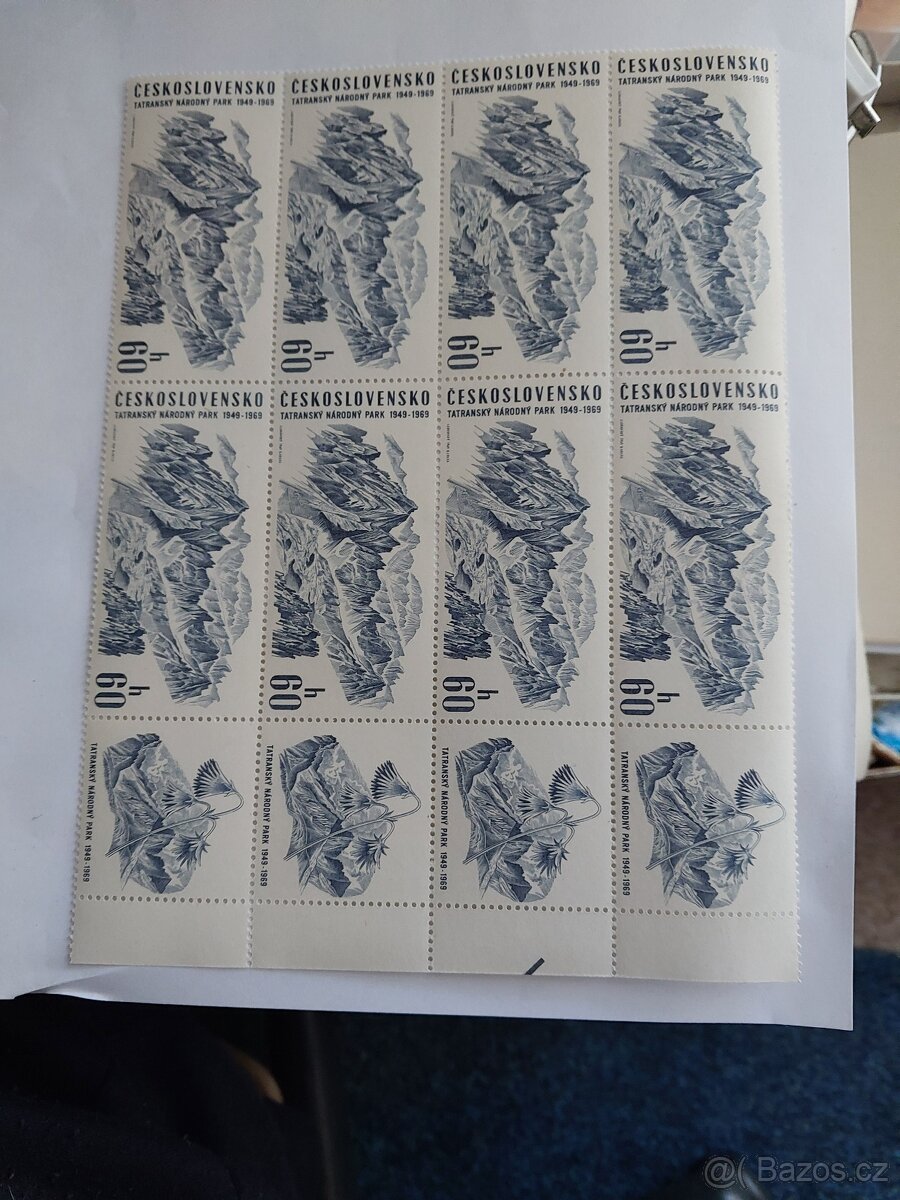 ČESKOSLOVENSKO
TATRANSKÝ NÁRODNÝ PARK 1949-1969
60 h
ČESKOSLOVENSKO
TATRANSKÝ NÁRODNÝ PARK 1949-1969
60 h
ČESKOSLOVENSKO
TATRANSKÝ NÁRODNÝ PARK 1949-1969
60 h
ČESKOSLOVENSKO
TATRANSKÝ NÁRODNÝ PARK 1949-1969
60 h
ČESKOSLOVENSKO
TATRANSKÝ NÁRODNÝ PARK 1949-1969
60 h
ČESKOSLOVENSKO
TATRANSKÝ NÁRODNÝ PARK 1949-1969
60 h
ČESKOSLOVENSKO
TATRANSKÝ NÁRODNÝ PARK 1949-1969
60 h
ČESKOSLOVENSKO
TATRANSKÝ NÁRODNÝ PARK 1949-1969
60 h
TATRANSKÝ NÁRODNÝ PARK 1949-1969
TATRANSKÝ NÁRODNÝ PARK 1949-1969
TATRANSKÝ NÁRODNÝ PARK 1949-1969
TATRANSKÝ NÁRODNÝ PARK 1949-1969
@( Bazos.cz